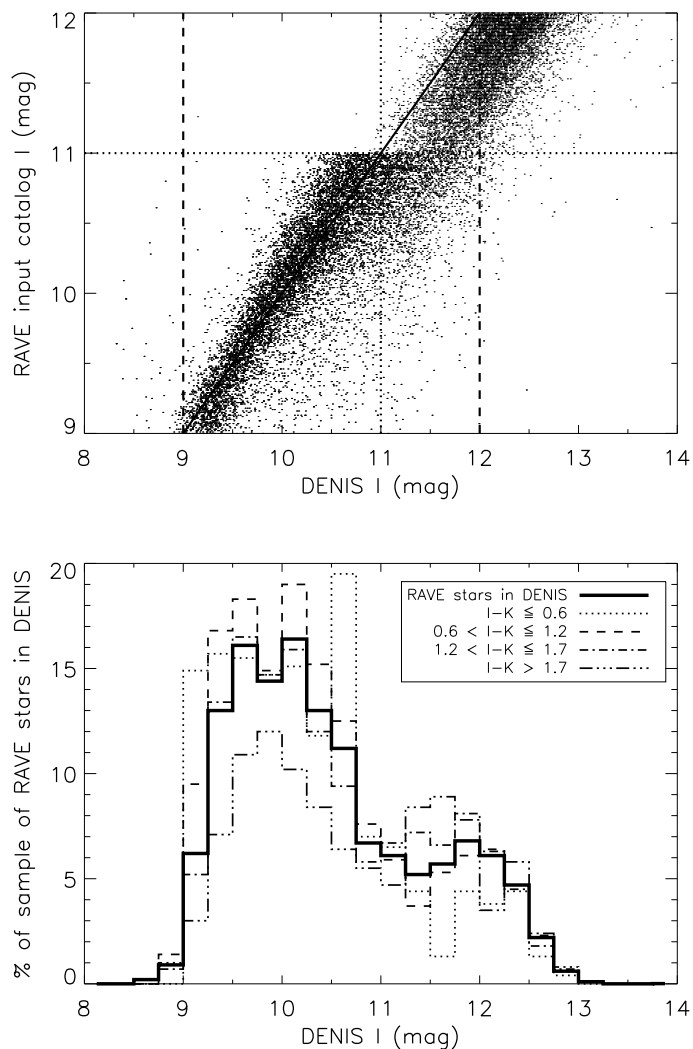 RAVE input catalog I (mag)
12
11
10
9
8 9 10 11 12 13 14
DENIS I (mag)
% of sample of RAVE stars in DENIS
20
15
10
5
0
RAVE stars in DENIS
I−K ≦ 0.6
0.6 < I−K ≦ 1.2
1.2 < I−K ≦ 1.7
I−K > 1.7
8 9 10 11 12 13 14
DENIS I (mag)